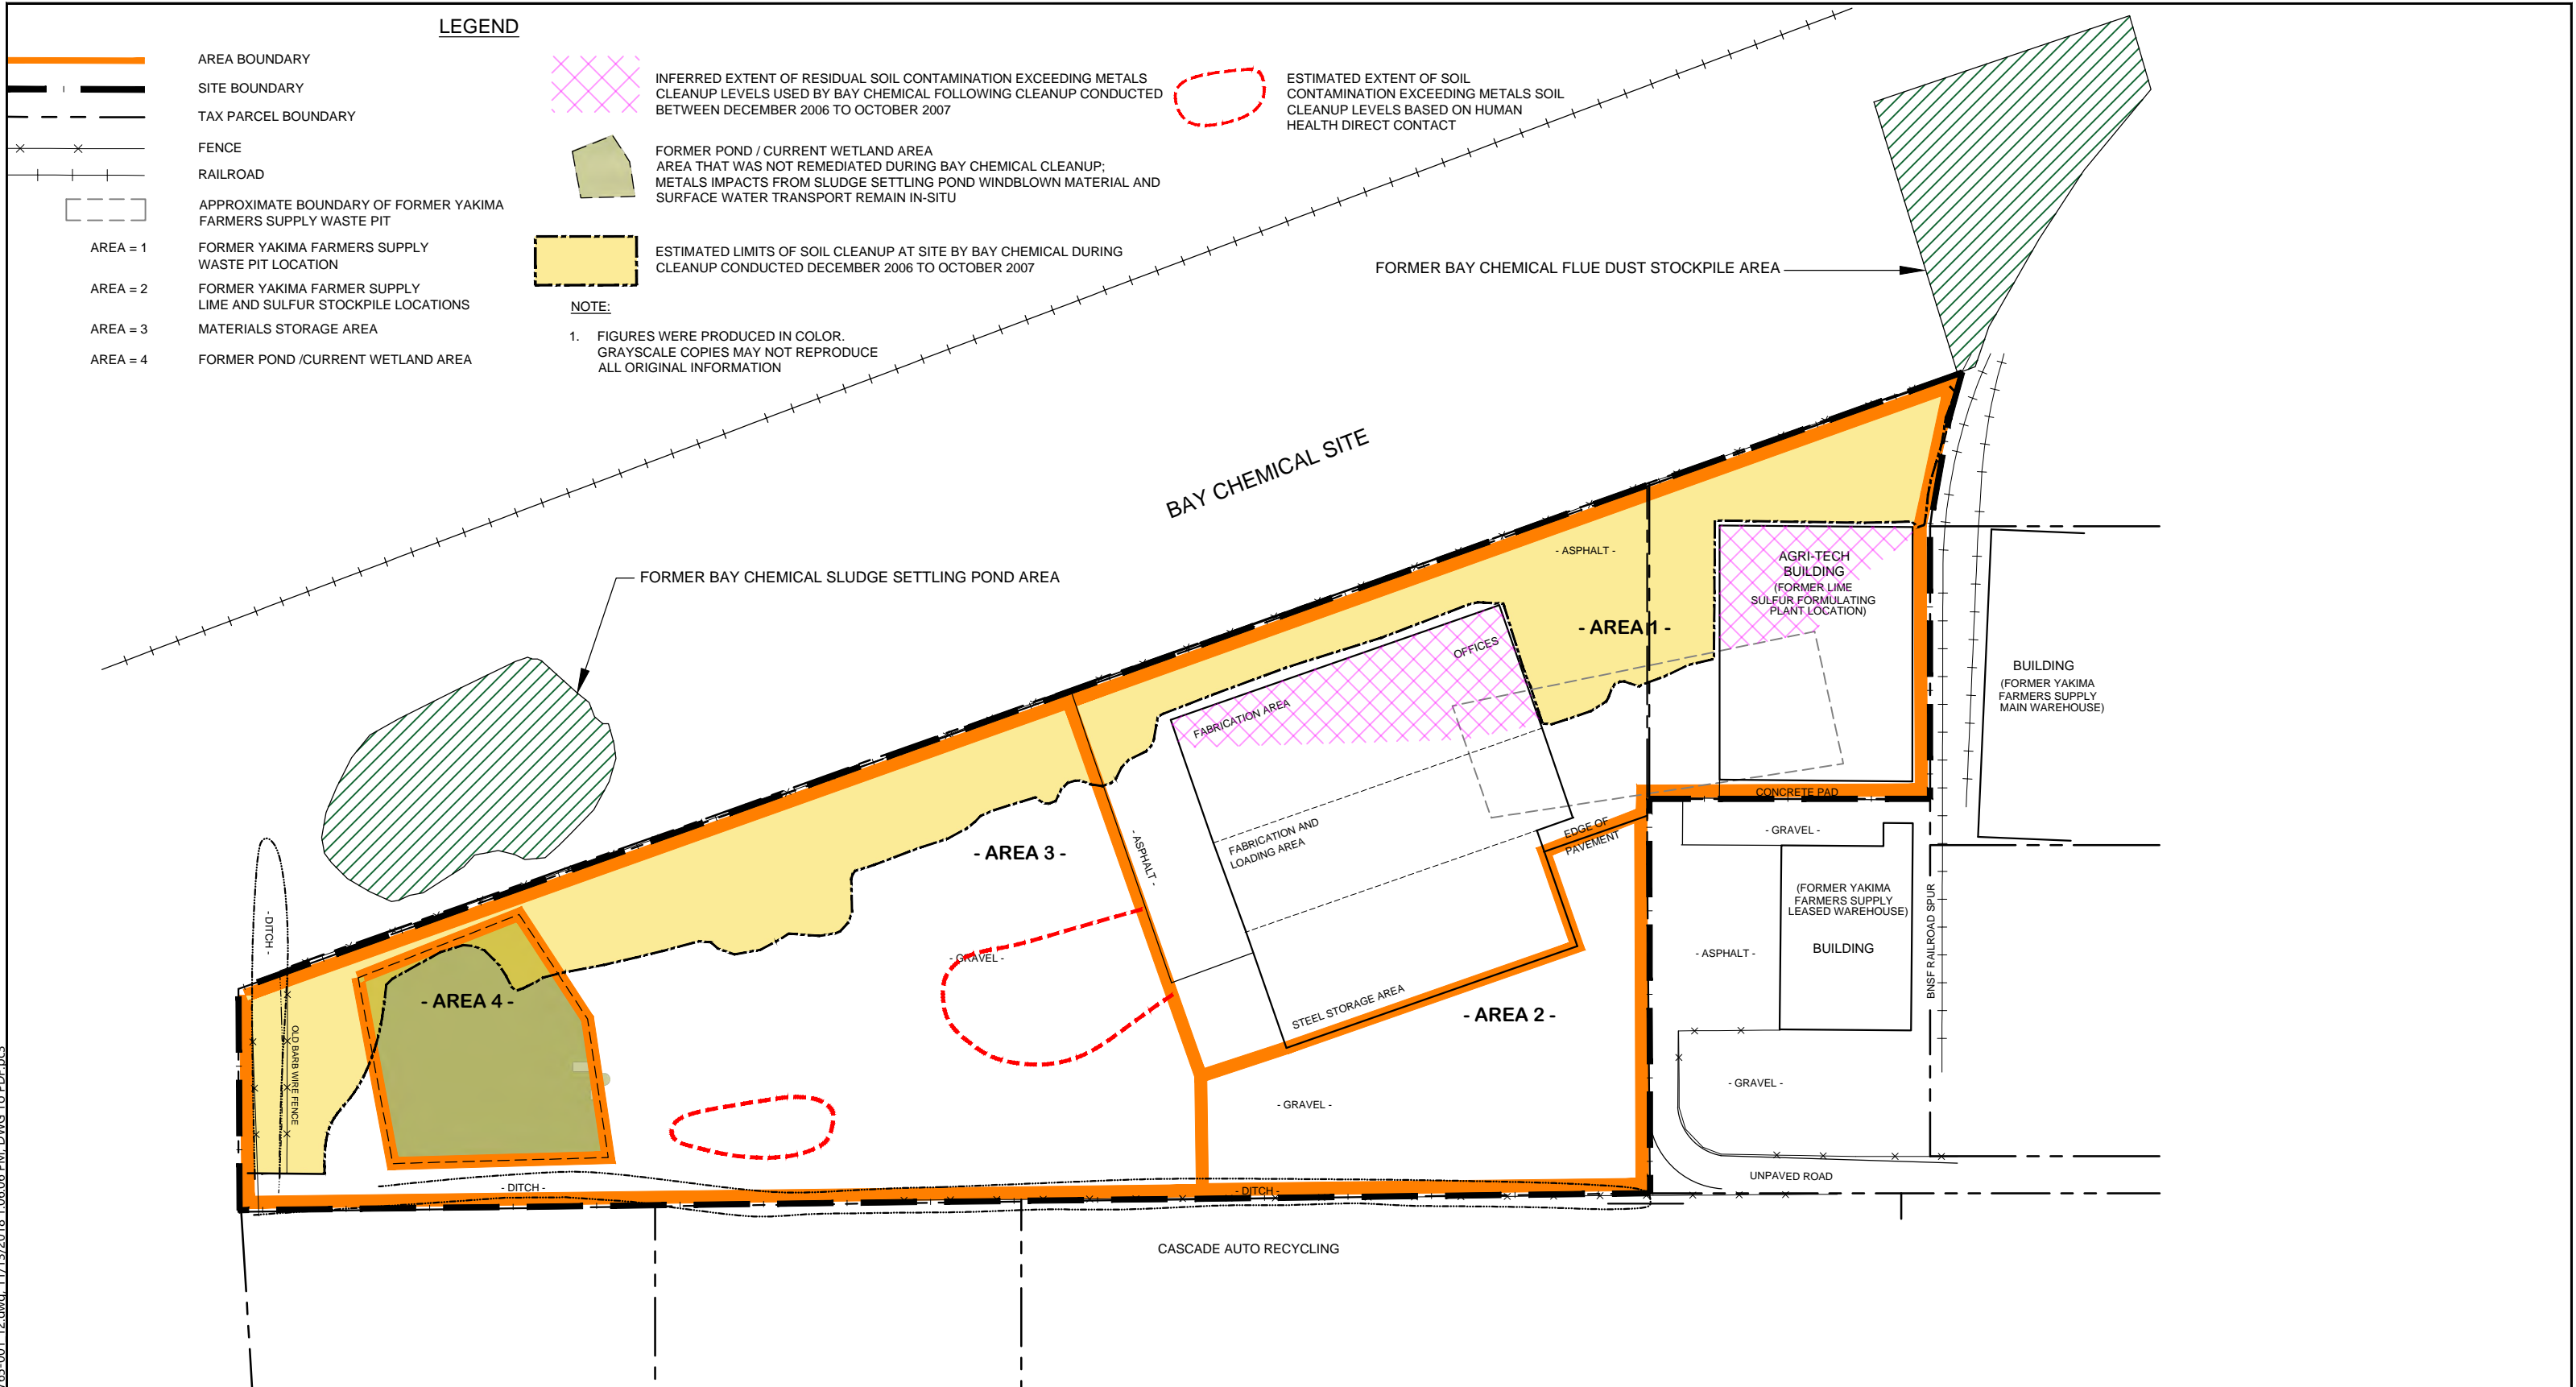 LEGEND
AREA BOUNDARY
SITE BOUNDARY
TAX PARCEL BOUNDARY
FENCE
RAILROAD
APPROXIMATE BOUNDARY OF FORMER YAKIMA
FARMERS SUPPLY WASTE PIT
AREA = 1 FORMER YAKIMA FARMERS SUPPLY
WASTE PIT LOCATION
AREA = 2 FORMER YAKIMA FARMER SUPPLY
LIME AND SULFUR STOCKPILE LOCATIONS
AREA = 3 MATERIALS STORAGE AREA
AREA = 4 FORMER POND /CURRENT WETLAND AREA
INFERRED EXTENT OF RESIDUAL SOIL CONTAMINATION EXCEEDING METALS
CLEANUP LEVELS USED BY BAY CHEMICAL FOLLOWING CLEANUP CONDUCTED
BETWEEN DECEMBER 2006 TO OCTOBER 2007
FORMER POND / CURRENT WETLAND AREA
AREA THAT WAS NOT REMEDIATED DURING BAY CHEMICAL CLEANUP;
METALS IMPACTS FROM SLUDGE SETTLING POND WINDBLOWN MATERIAL AND
SURFACE WATER TRANSPORT REMAIN IN-SITU
ESTIMATED LIMITS OF SOIL CLEANUP AT SITE BY BAY CHEMICAL DURING
CLEANUP CONDUCTED DECEMBER 2006 TO OCTOBER 2007
NOTE:
1. FIGURES WERE PRODUCED IN COLOR.
GRAYSCALE COPIES MAY NOT REPRODUCE
ALL ORIGINAL INFORMATION
ESTIMATED EXTENT OF SOIL
CONTAMINATION EXCEEDING METALS SOIL
CLEANUP LEVELS BASED ON HUMAN
HEALTH DIRECT CONTACT
FORMER BAY CHEMICAL FLUE DUST STOCKPILE AREA
BAY CHEMICAL SITE
FORMER BAY CHEMICAL SLUDGE SETTLING POND AREA
- ASPHALT -
AGRI-TECH
BUILDING
(FORMER LIME
SULFUR FORMULATING
PLANT LOCATION)
- AREA 1 -
OFFICES
FABRICATION AREA
BUILDING
(FORMER YAKIMA
FARMERS SUPPLY
MAIN WAREHOUSE)
CONCRETE PAD
EDGE OF
PAVEMENT
- GRAVEL -
FABRICATION AND
LOADING AREA
- AREA 3 -
- ASPHALT -
(FORMER YAKIMA
FARMERS SUPPLY
LEASED WAREHOUSE)
BUILDING
BNSF RAILROAD SPUR
- DITCH -
- GRAVEL -
- ASPHALT -
- AREA 4 -
STEEL STORAGE AREA
- AREA 2 -
OLD BARB WIRE FENCE
- GRAVEL -
- GRAVEL -
UNPAVED ROAD
- DITCH -
- DITCH -
CASCADE AUTO RECYCLING